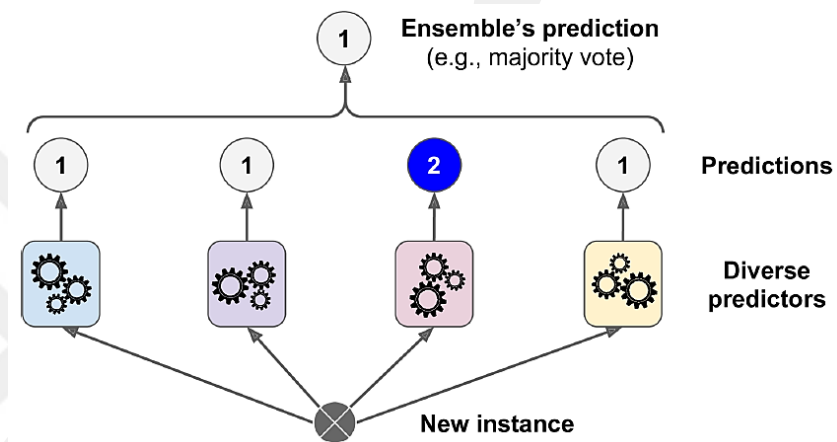 1
Ensemble's prediction
(e.g., majority vote)
1
1
2
1
Predictions
Diverse
predictors
New instance